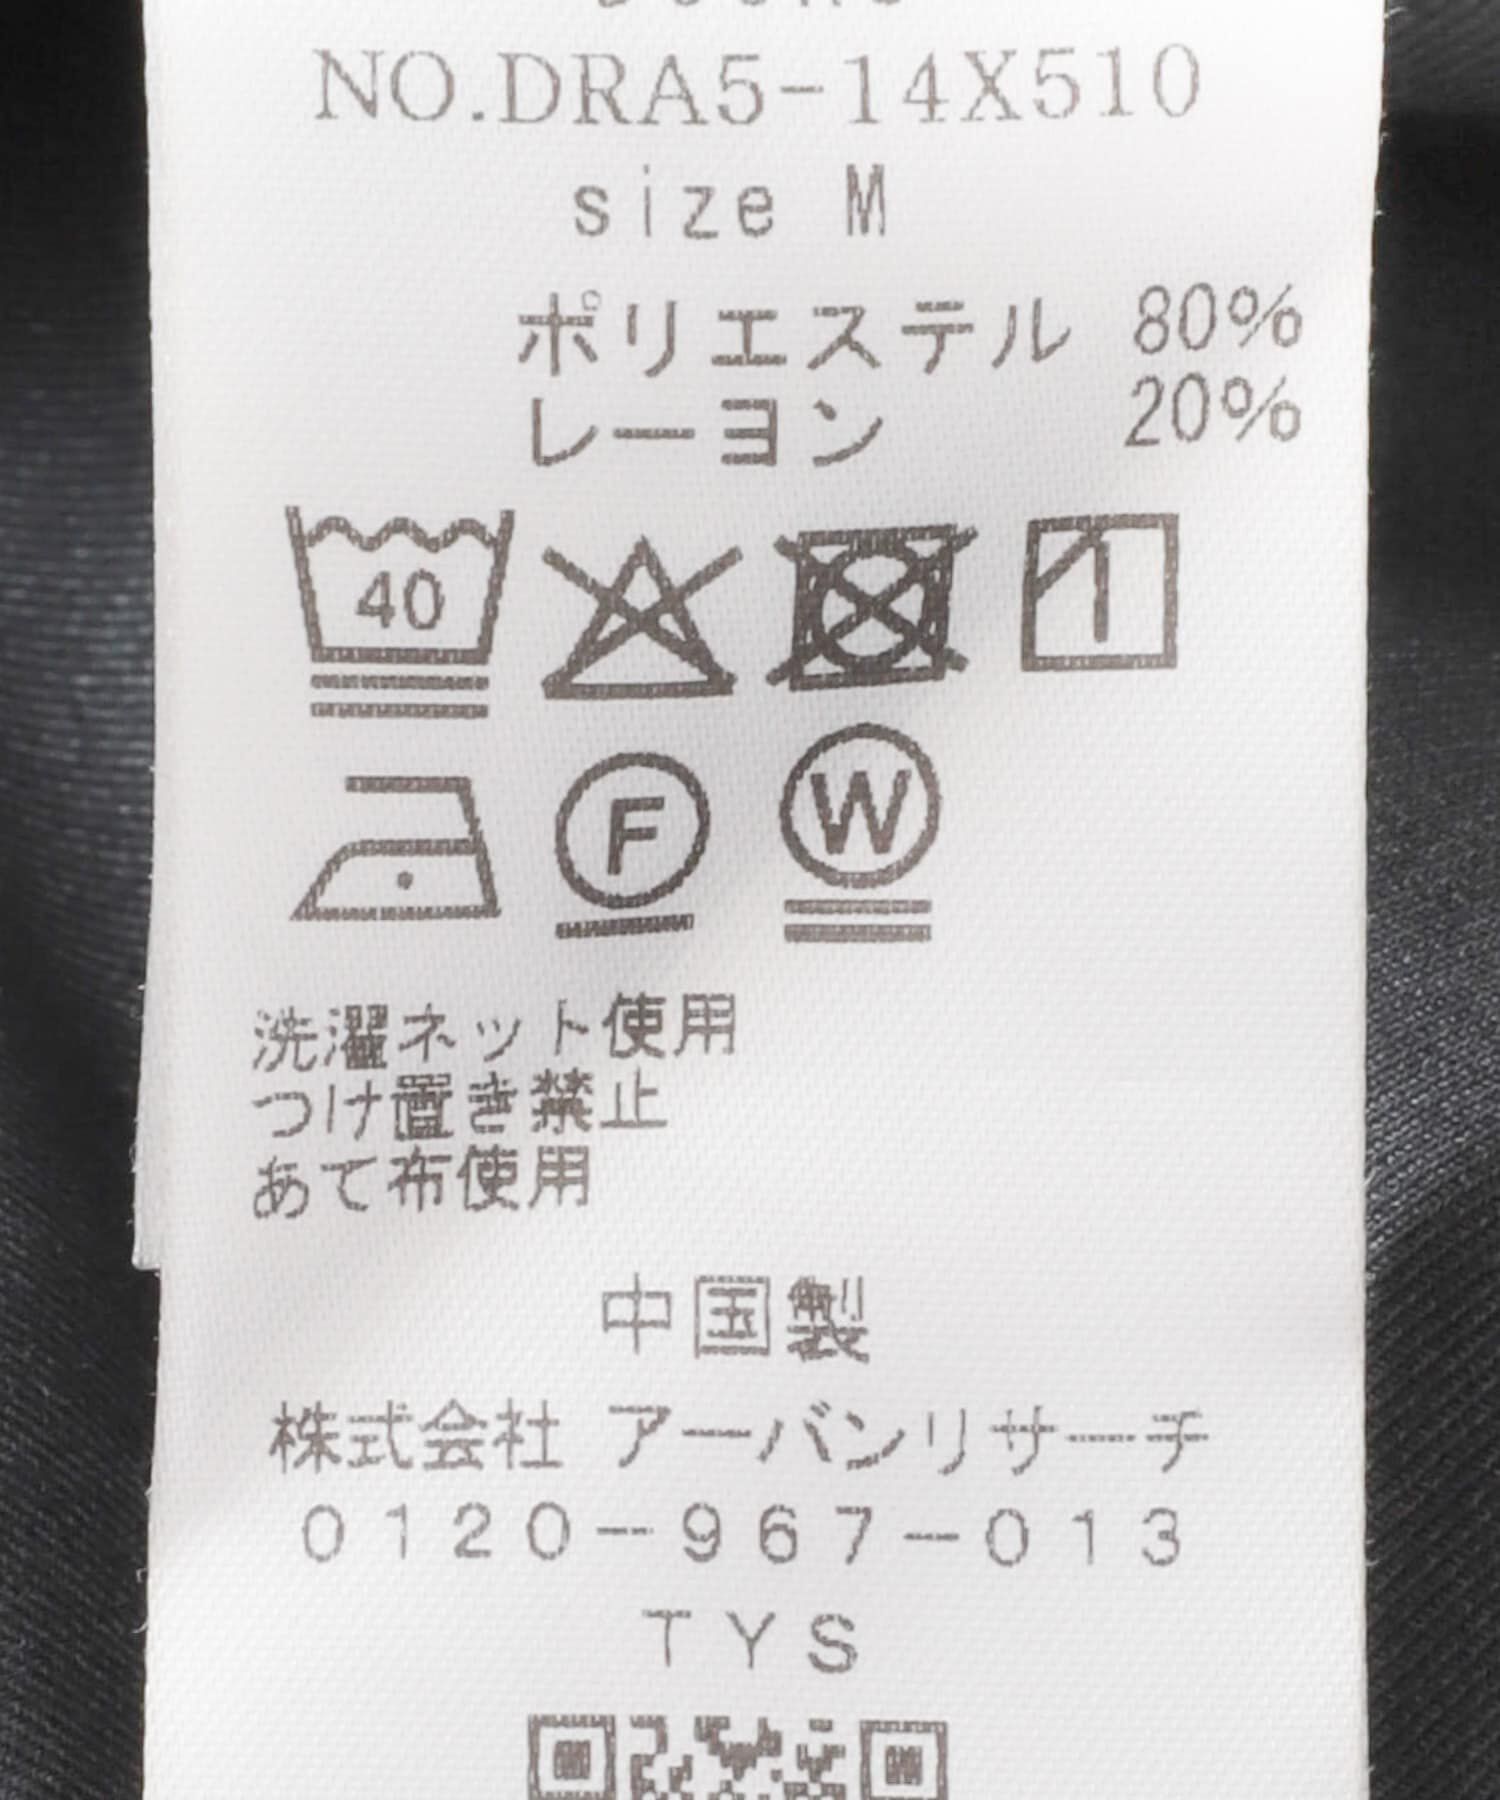 NO.DRA5-14X510
size M
ポリエステル 80%
レーヨン 20%
40
F
W
洗濯ネット使用
つけ置き禁止
あて布使用
中国製
株式会社 アーバンリサーチ
0120-967-013
TYS